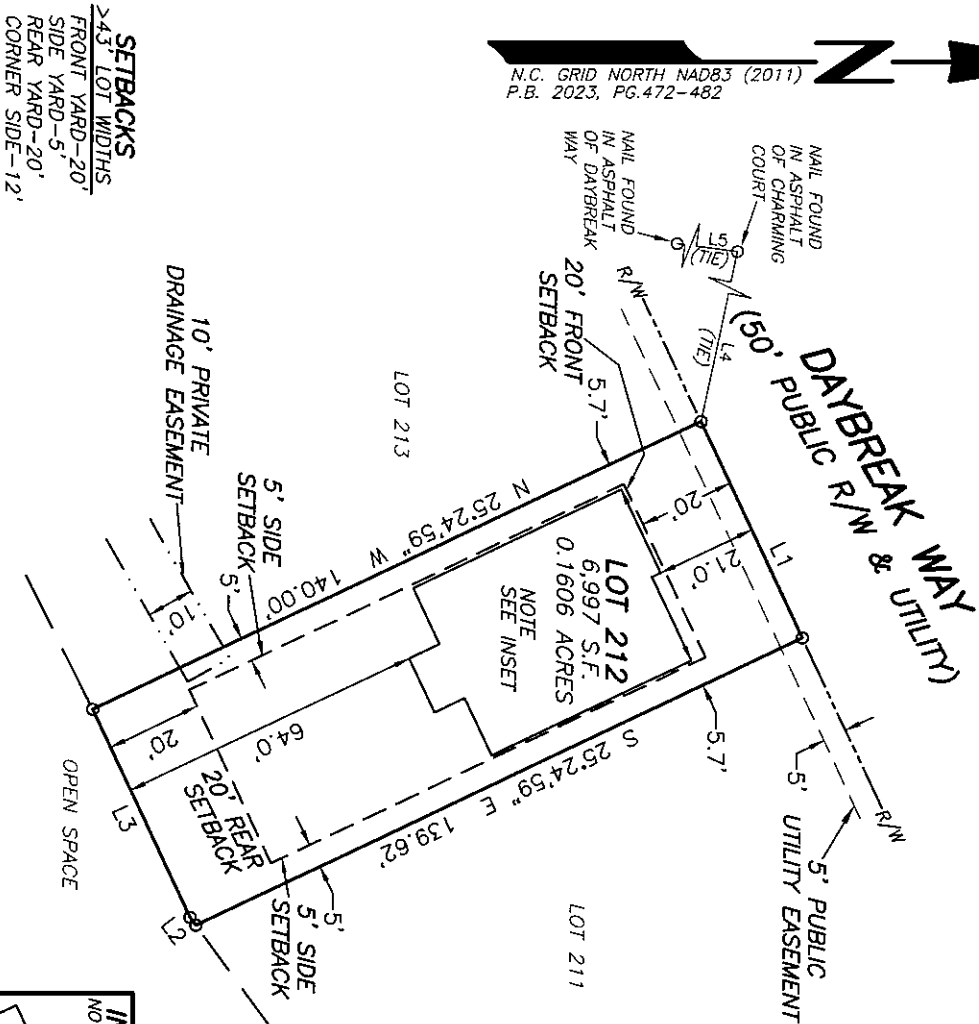 N.C. GRID NORTH NAD83 (2011)
P.B. 2023, PG.472-482
N
SETBACKS
>43' LOT WIDTHS
FRONT YARD-20'
SIDE YARD-5'
REAR YARD-20'
CORNER SIDE-12'
NAIL FOUND
IN ASPHALT
OF CHARMING
COURT
NAIL FOUND
IN ASPHALT
OF DAYBREAK
WAY
L5
(TIE)
L4
(TIE)
R/W
DAYBREAK WAY
(50' PUBLIC R/W & UTILITY)
20' FRONT
SETBACK
5.7'
L1
20'
21.0'
LOT 213
N 25°24'59" W 140.00'
LOT 212
6,997 S.F.
0.1606 ACRES
NOTE
SEE INSET
5.7'
R/W
5'
5' PUBLIC
UTILITY EASEMENT
10' PRIVATE
DRAINAGE EASEMENT
5' SIDE
SETBACK
5'
10'
20'
64.0'
S 25°24'59" E 139.62'
20' REAR
SETBACK
5'
5' SIDE
SETBACK
L3
L2
OPEN SPACE
LOT 211
NO